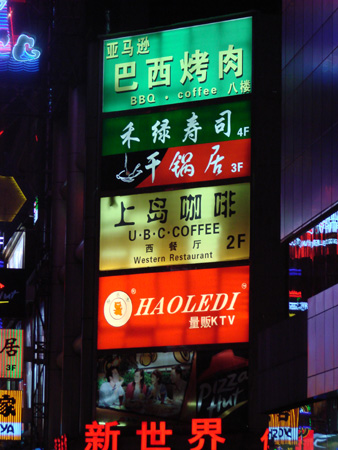 亚马逊
巴西烤肉
BBQ · coffee 八楼
禾绿寿司 4F
千锅居 3F
上岛咖啡
U·B·C·COFFEE
西餐厅 2F
Western Restaurant
HAOLEDI
量贩KTV
居
3F
Pizza
Hut
新世界